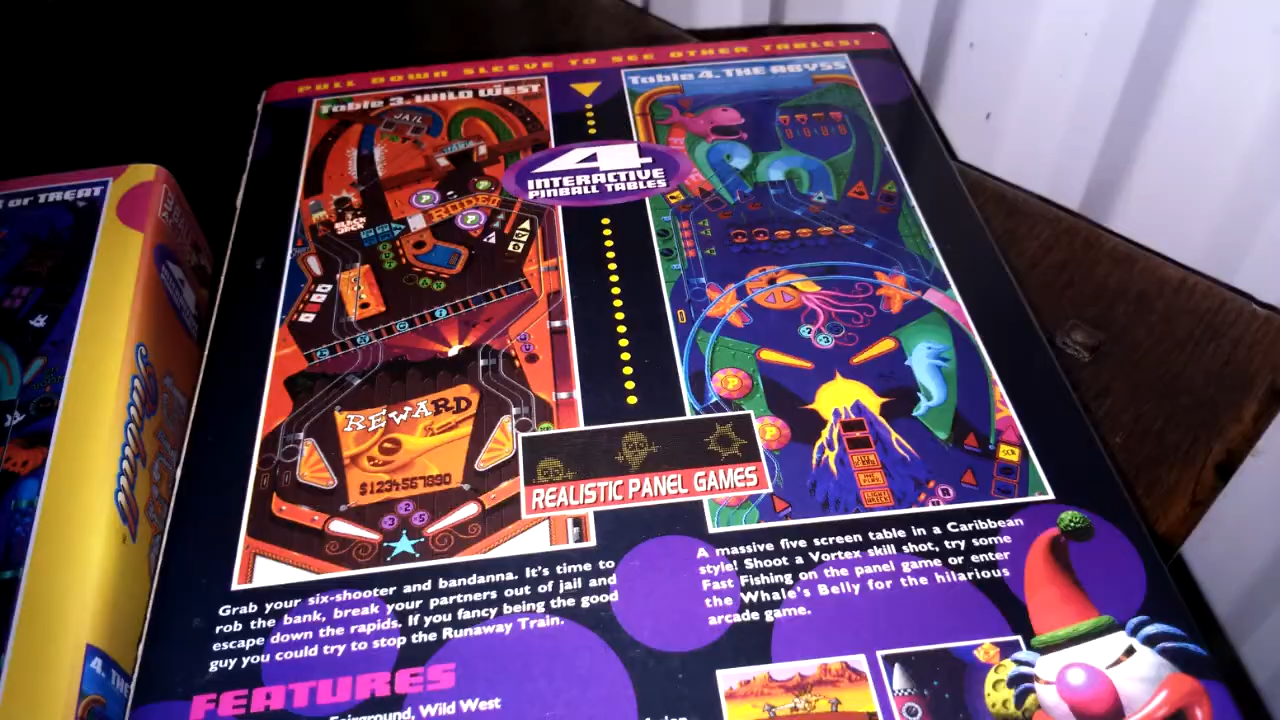 PULL DOWN SLEEVE TO SEE OTHER TABLES!
Table 3. WILD WEST
Table 4. THE ABYSS
JAIL
4
INTERACTIVE
PINBALL TABLES
RODEO
REWARD
$1234567890
REALISTIC PANEL GAMES
Grab your six-shooter and bandanna. It's time to
rob the bank, break your partners out of jail and
escape down the rapids. If you fancy being the good
guy you could try to stop the Runaway Train.
A massive five screen table in a Caribbean
style! Shoot a Vortex skill shot, try some
Fast Fishing on the panel game or enter
the Whale's Belly for the hilarious
arcade game.
FEATURES
Fairground, Wild West
or TREAT
4. THE